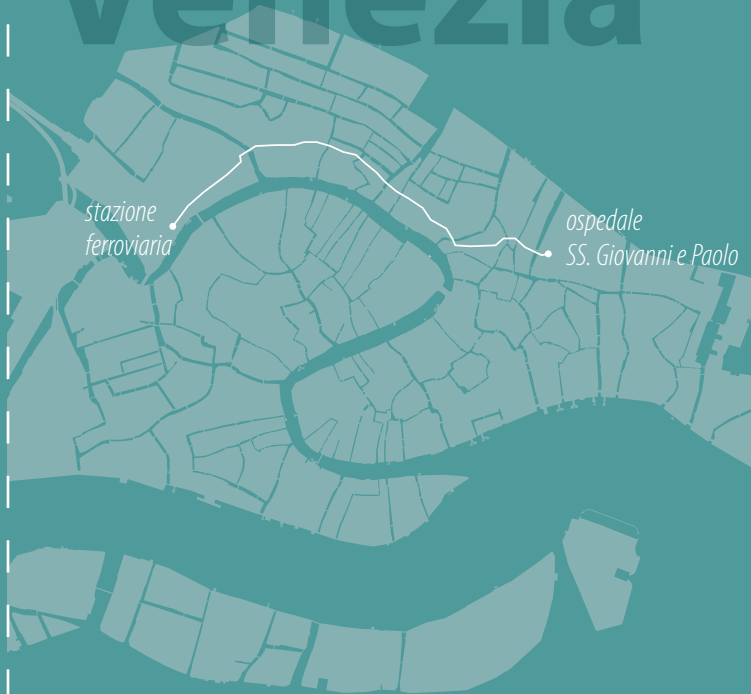 venezia
stazione
ferroviaria
ospedale
SS. Giovanni e Paolo